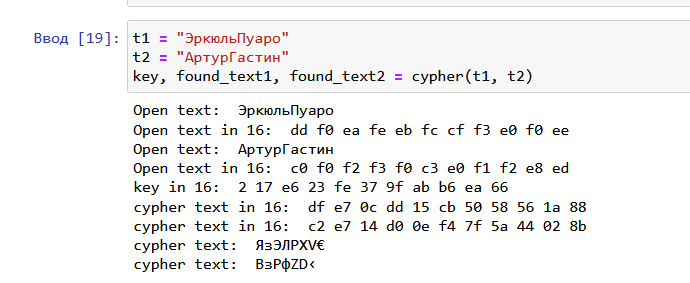 Ввод [19]: t1 = "ЭркюльПуаро"
t2 = "АртурГастин"
key, found_text1, found_text2 = cypher(t1, t2)
Open text:  ЭркюльПуаро
Open text in 16:  dd f0 ea fe eb fc cf f3 e0 f0 ee
Open text:  АртурГастин
Open text in 16:  c0 f0 f2 f3 f0 c3 e0 f1 f2 e8 ed
key in 16:  2 17 e6 23 fe 37 9f ab b6 ea 66
cypher text in 16:  df e7 0c dd 15 cb 50 58 56 1a 88
cypher text in 16:  c2 e7 14 d0 0e f4 7f 5a 44 02 8b
cypher text:  ЯзЭЛPXV€
cypher text:  ВзРфZD‹